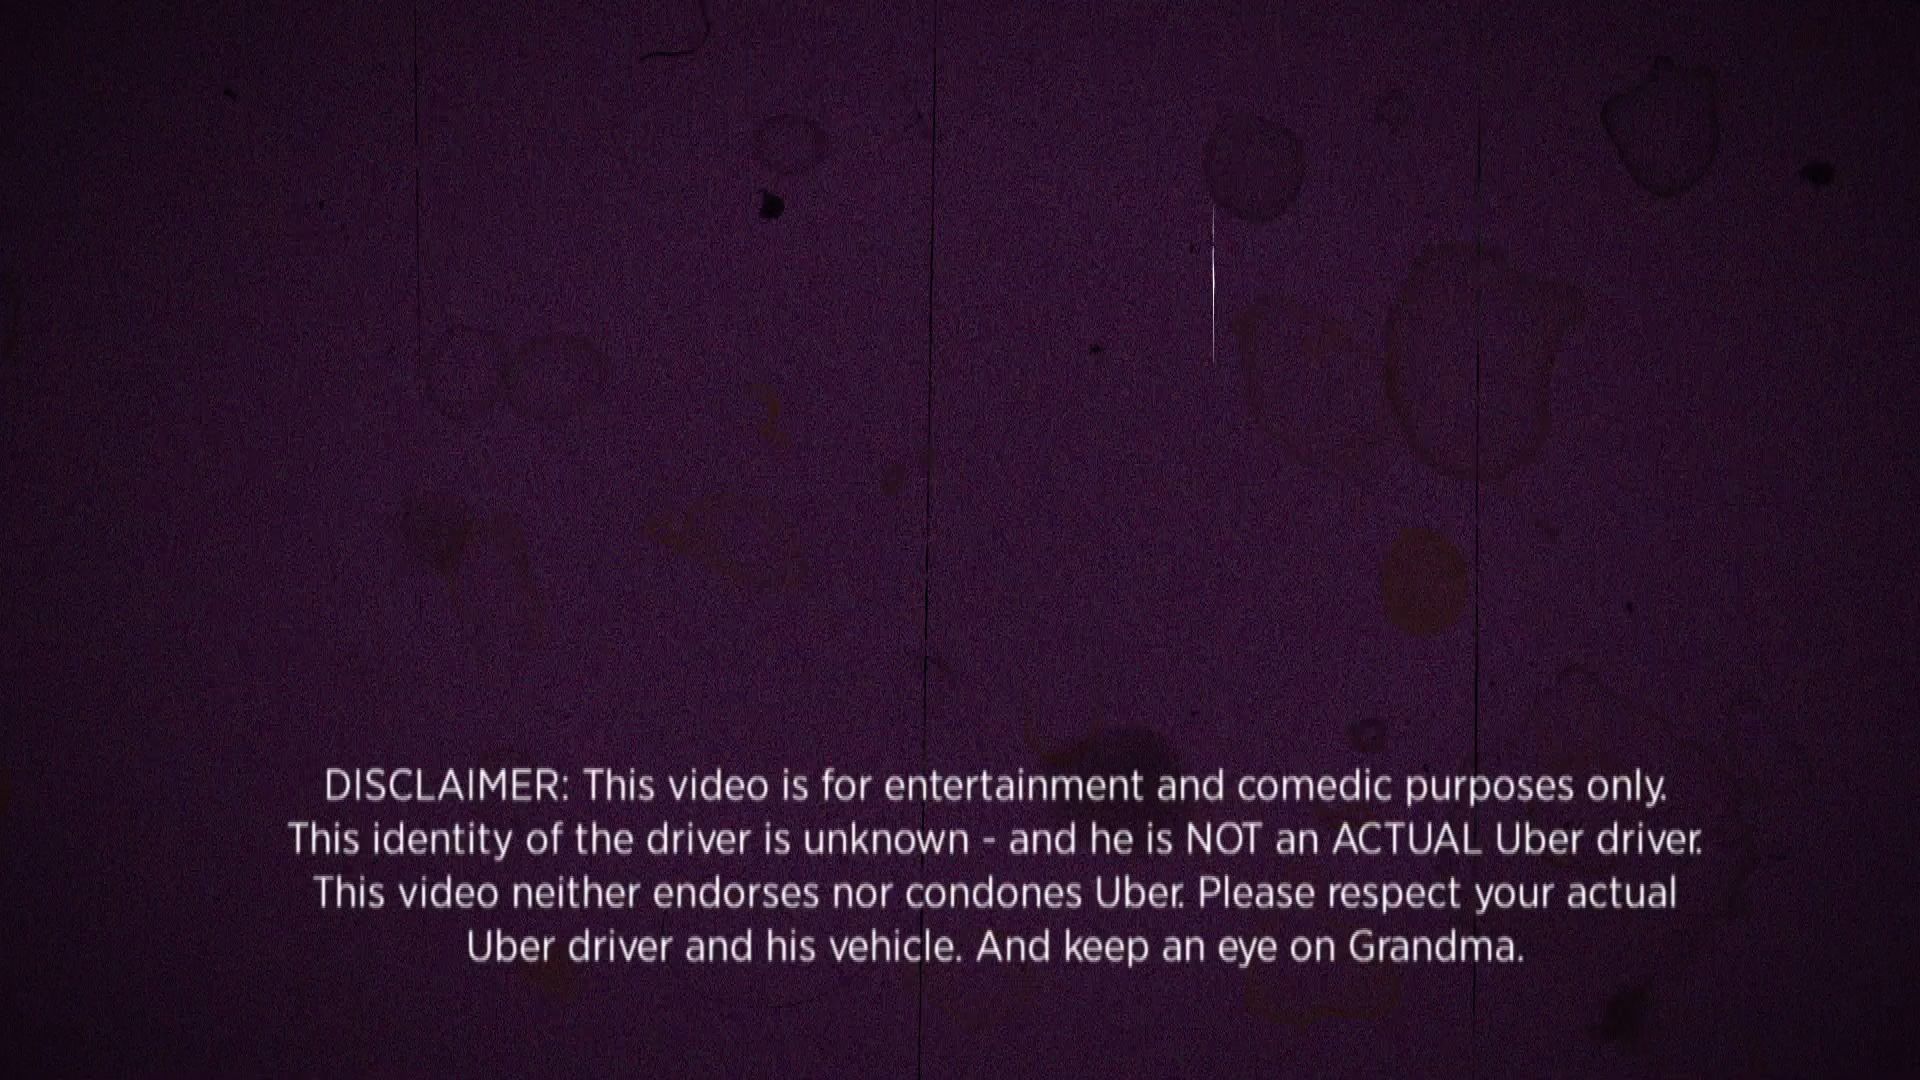 DISCLAIMER: This video is for entertainment and comedic purposes only.
This identity of the driver is unknown - and he is NOT an ACTUAL Uber driver.
This video neither endorses nor condones Uber. Please respect your actual
Uber driver and his vehicle. And keep an eye on Grandma.